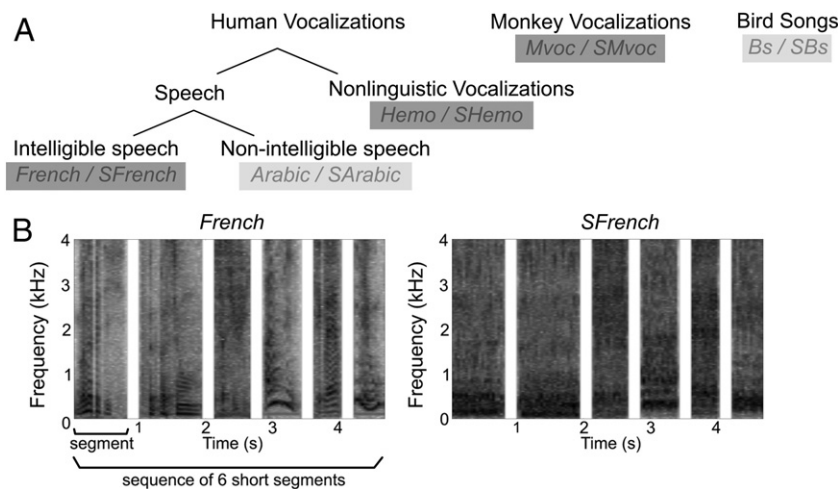 A
Human Vocalizations
Monkey Vocalizations
Mvoc / SMvoc
Bird Songs
Bs / SBs
Speech
Nonlinguistic Vocalizations
Hemo / SHemo
Intelligible speech
French / SFrench
Non-intelligible speech
Arabic / SArabic
B
French
SFrench
Frequency (kHz)
4
3
2
1
0
segment
1
2
3
4
Time (s)
sequence of 6 short segments
Frequency (kHz)
4
3
2
1
0
1
2
3
4
Time (s)